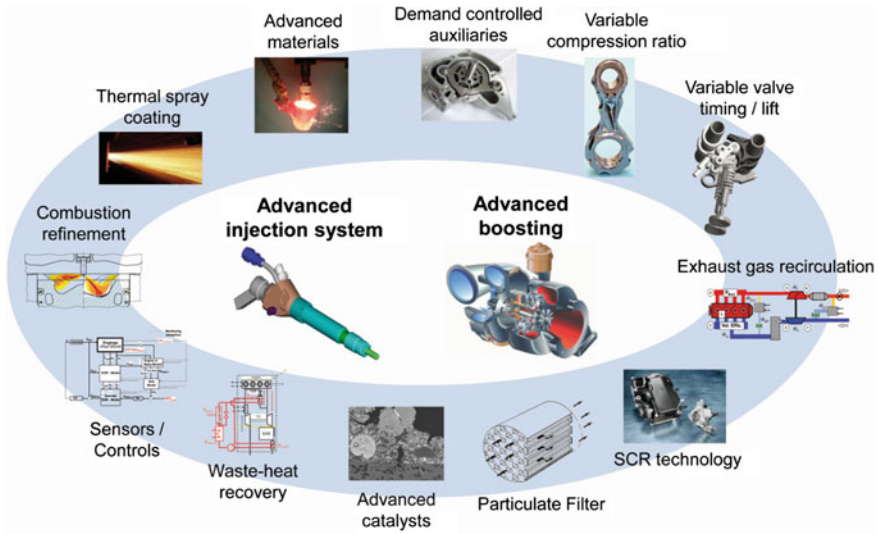 Advanced
materials
Demand controlled
auxiliaries
Variable
compression ratio
Variable valve
timing / lift
Thermal spray
coating
Combustion
refinement
Advanced
injection system
Advanced
boosting
Exhaust gas recirculation
Sensors /
Controls
Waste-heat
recovery
Advanced
catalysts
Particulate Filter
SCR technology